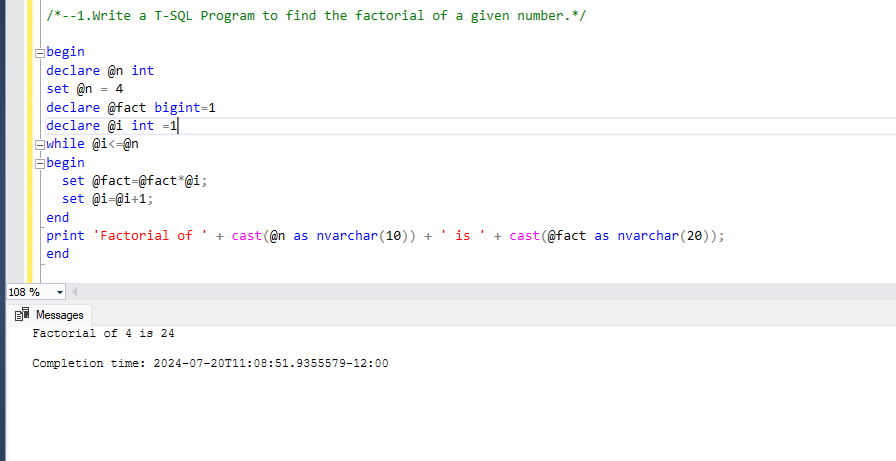 /*--1.Write a T-SQL Program to find the factorial of a given number.*/
begin
declare @n int
set @n = 4
declare @fact bigint=1
declare @i int =1
while @i<=@n
begin
set @fact=@fact*@i;
set @i=@i+1;
end
print 'Factorial of ' + cast(@n as nvarchar(10)) + ' is ' + cast(@fact as nvarchar(20));
end
108 %
Messages
Factorial of 4 is 24
Completion time: 2024-07-20T11:08:51.9355579-12:00